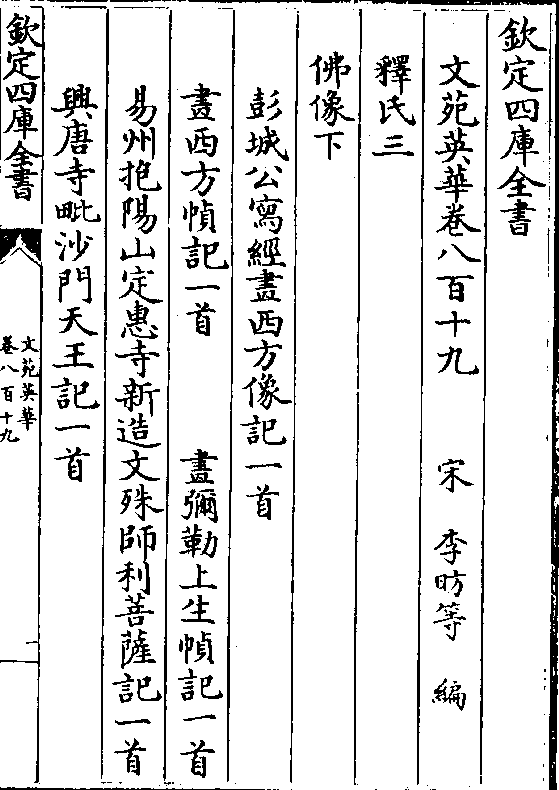 欽定四庫全書
文苑英華卷八百十九　宋　李昉等　編
釋氏三
佛像下
彭城公寫經畫西方像記一首
畫西方幀記一首　畫彌勒上生幀記一首
易州抱陽山定惠寺新造文殊師利菩薩記一首
興唐寺毗沙門天王記一首
欽定四庫全書
文苑英華
卷八百十九
一